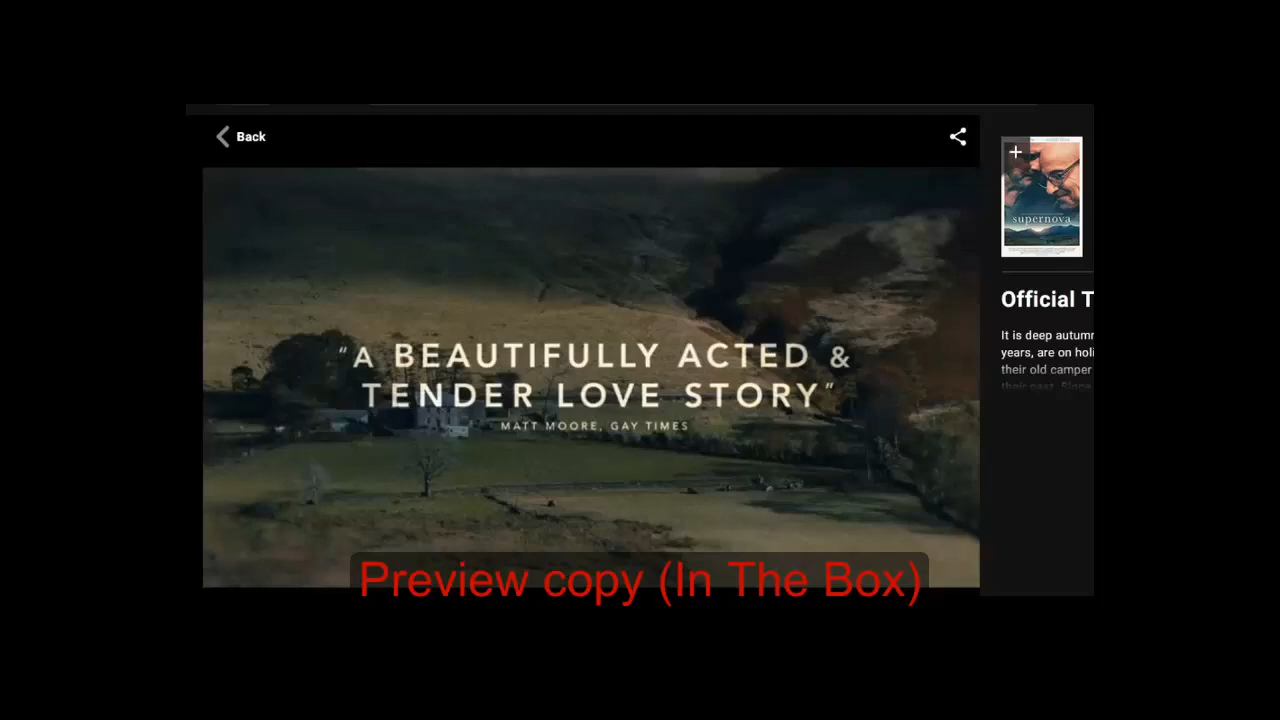 Back
“A BEAUTIFULLY ACTED &
TENDER LOVE STORY”
MATT MOORE, GAY TIMES
Preview copy (In The Box)
supernova
Official T
It is deep autumn
years, are on holi
their old camper